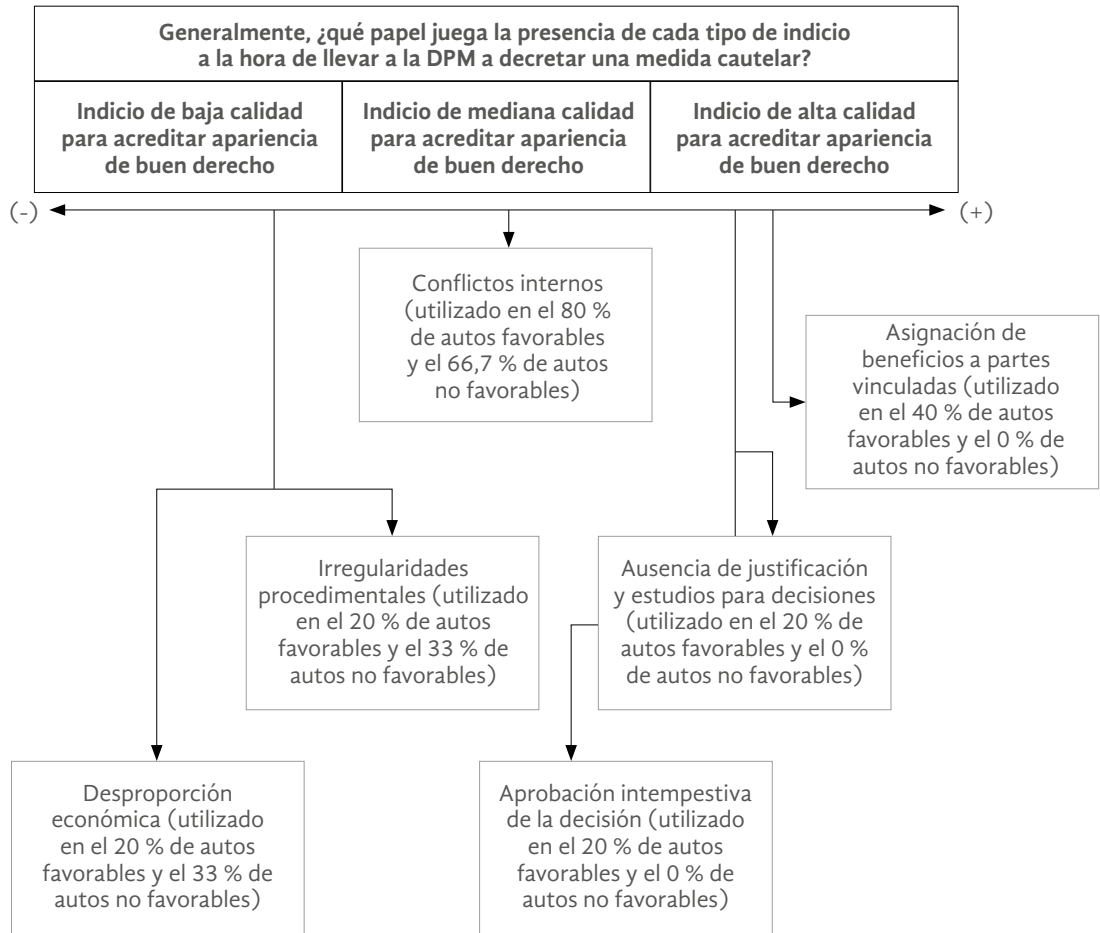 Generalmente, ¿qué papel juega la presencia de cada tipo de indicio
a la hora de llevar a la DPM a decretar una medida cautelar?
Indicio de baja calidad
para acreditar apariencia
de buen derecho
Indicio de mediana calidad
para acreditar apariencia
de buen derecho
Indicio de alta calidad
para acreditar apariencia
de buen derecho
(-)
(+)
Conflictos internos
(utilizado en el 80 %
de autos favorables
y el 66,7 % de autos
no favorables)
Asignación de
beneficios a partes
vinculadas (utilizado
en el 40 % de autos
favorables y el 0 % de
autos no favorables)
Irregularidades
procedimentales (utilizado
en el 20 % de autos
favorables y el 33 % de
autos no favorables)
Ausencia de justificación
y estudios para decisiones
(utilizado en el 20 % de
autos favorables y el 0 %
de autos no favorables)
Desproporción
económica (utilizado
en el 20 % de autos
favorables y el 33 % de
autos no favorables)
Aprobación intempestiva
de la decisión (utilizado
en el 20 % de autos
favorables y el 0 % de
autos no favorables)